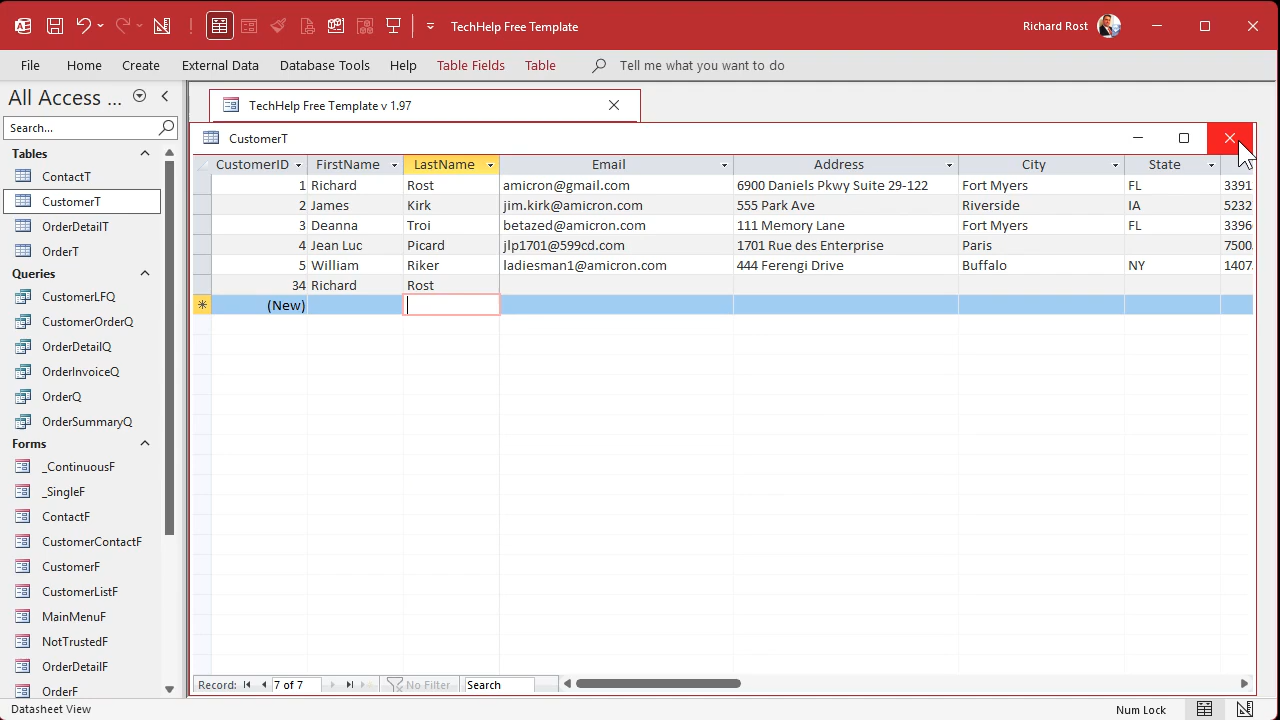 TechHelp Free Template
Richard Rost
File Home Create External Data Database Tools Help Table Fields Table Tell me what you want to do
All Access ...
Search...
Tables
ContactT
CustomerT
OrderDetailT
OrderT
Queries
CustomerLFQ
CustomerOrderQ
OrderDetailQ
OrderInvoiceQ
OrderQ
OrderSummaryQ
Forms
_ContinuousF
_SingleF
ContactF
CustomerContactF
CustomerF
CustomerListF
MainMenuF
NotTrustedF
OrderDetailF
OrderF
TechHelp Free Template v 1.97
CustomerT
CustomerID FirstName LastName Email Address City State
1 Richard Rost amicron@gmail.com 6900 Daniels Pkwy Suite 29-122 Fort Myers FL 3391
2 James Kirk jim.kirk@amicron.com 555 Park Ave Riverside IA 5232
3 Deanna Troi betazed@amicron.com 111 Memory Lane Fort Myers FL 3396
4 Jean Luc Picard jlp1701@599cd.com 1701 Rue des Enterprise Paris 7500
5 William Riker ladiesman1@amicron.com 444 Ferengi Drive Buffalo NY 1407
34 Richard Rost
(New)
Record: 7 of 7 No Filter Search
Datasheet View
Num Lock